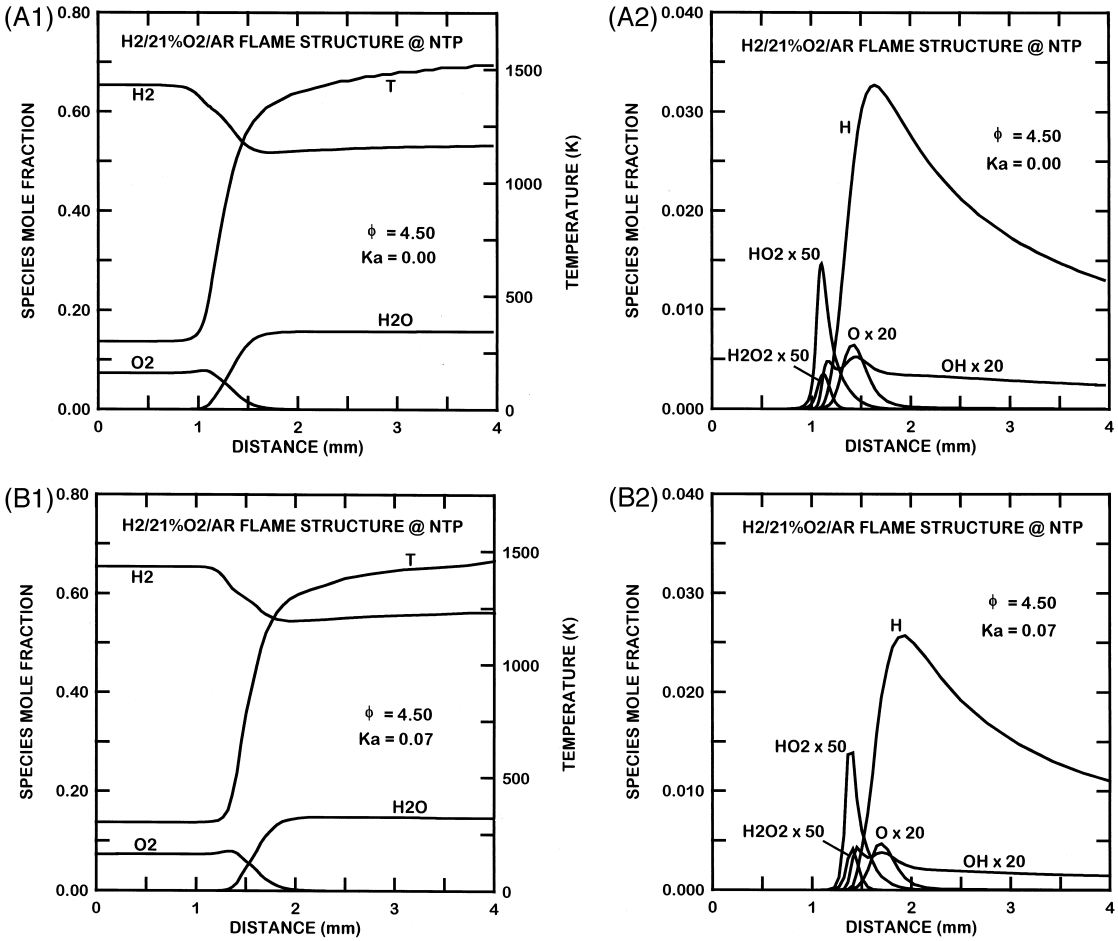 (A1)
H2/21%O2/AR FLAME STRUCTURE @ NTP
SPECIES MOLE FRACTION
0.60
0.40
0.20
0.00
H2
T
ϕ = 4.50
Ka = 0.00
H2O
O2
1500
1000
500
0
TEMPERATURE (K)
0 1 2 3 4
DISTANCE (mm)
(A2)
0.040
H2/21%O2/AR FLAME STRUCTURE @ NTP
SPECIES MOLE FRACTION
0.030
0.020
0.010
0.000
H
ϕ = 4.50
Ka = 0.00
HO2 x 50
O x 20
H2O2 x 50
OH x 20
0 1 2 3 4
DISTANCE (mm)
(B1)
0.80
H2/21%O2/AR FLAME STRUCTURE @ NTP
SPECIES MOLE FRACTION
0.60
0.40
0.20
0.00
T
H2
ϕ = 4.50
Ka = 0.07
H2O
O2
1500
1000
500
0
TEMPERATURE (K)
0 1 2 3 4
DISTANCE (mm)
(B2)
0.040
H2/21%O2/AR FLAME STRUCTURE @ NTP
SPECIES MOLE FRACTION
0.030
0.020
0.010
0.000
H
ϕ = 4.50
Ka = 0.07
HO2 x 50
H2O2 x 50
O x 20
OH x 20
0 1 2 3 4
DISTANCE (mm)